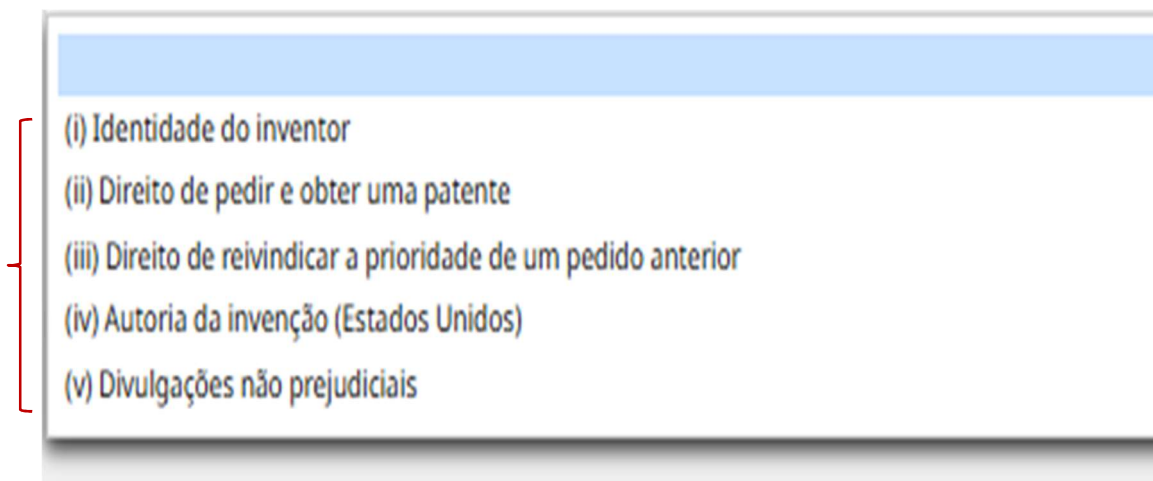 (i) Identidade do inventor
(ii) Direito de pedir e obter uma patente
(iii) Direito de reivindicar a prioridade de um pedido anterior
(iv) Autoria da invenção (Estados Unidos)
(v) Divulgações não prejudiciais